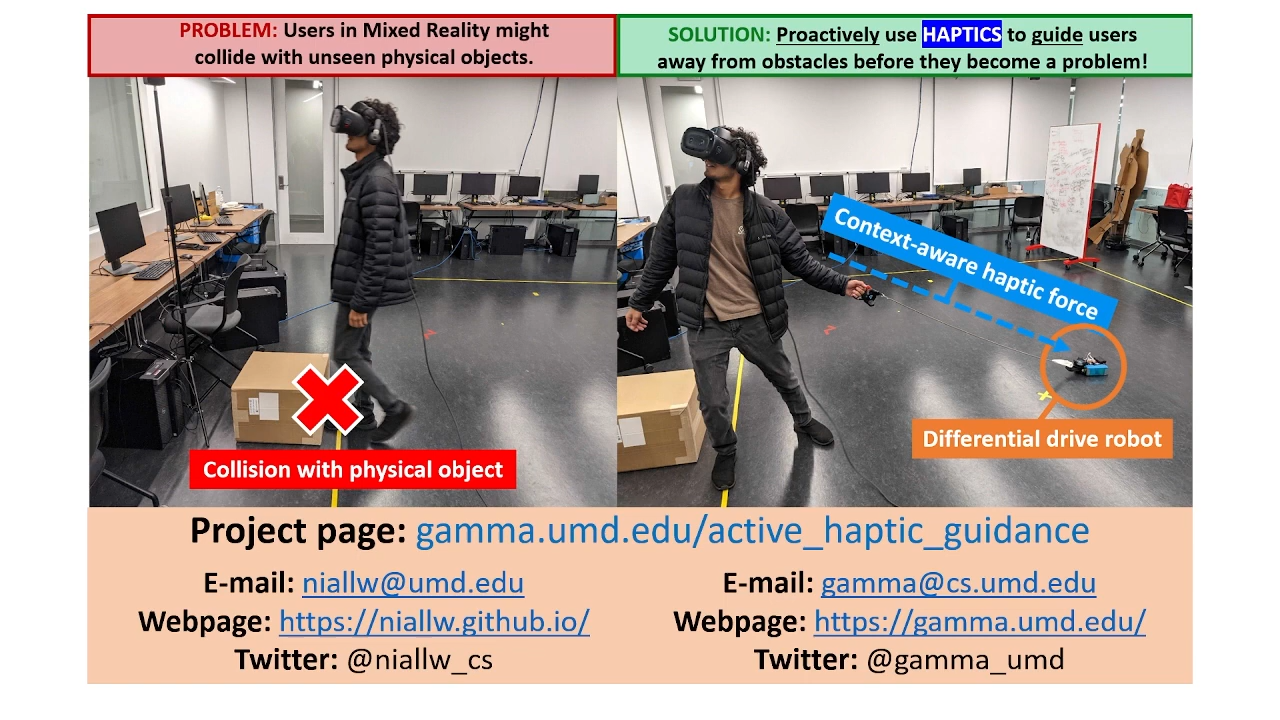 PROBLEM: Users in Mixed Reality might
collide with unseen physical objects.
SOLUTION: Proactively use HAPTICS to guide users
away from obstacles before they become a problem!
Context-aware haptic force
Differential drive robot
Collision with physical object
Project page: gamma.umd.edu/active_haptic_guidance
E-mail: niallw@umd.edu
Webpage: https://niallw.github.io/
Twitter: @niallw_cs
E-mail: gamma@cs.umd.edu
Webpage: https://gamma.umd.edu/
Twitter: @gamma_umd